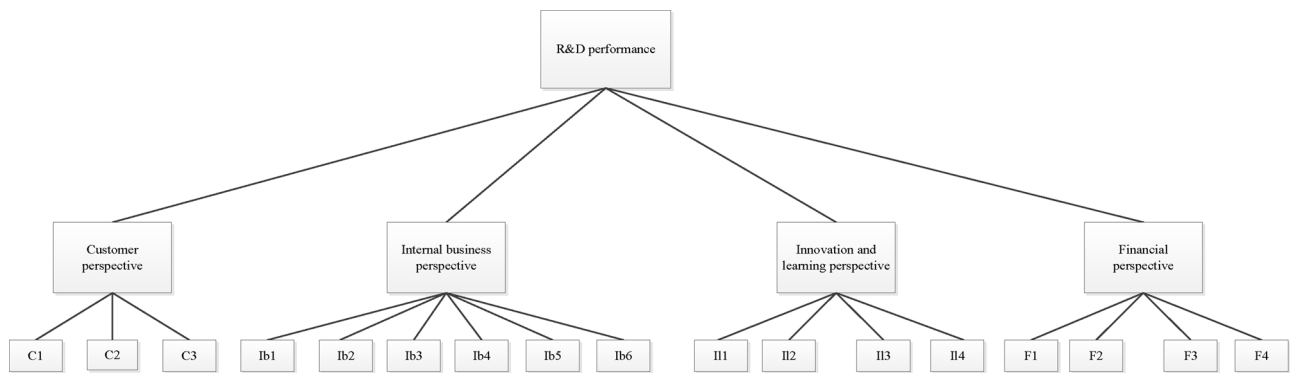 R&D performance
Customer
perspective
Internal business
perspective
Innovation and
learning perspective
Financial
perspective
C1
C2
C3
Ib1
Ib2
Ib3
Ib4
Ib5
Ib6
Il1
Il2
Il3
Il4
F1
F2
F3
F4